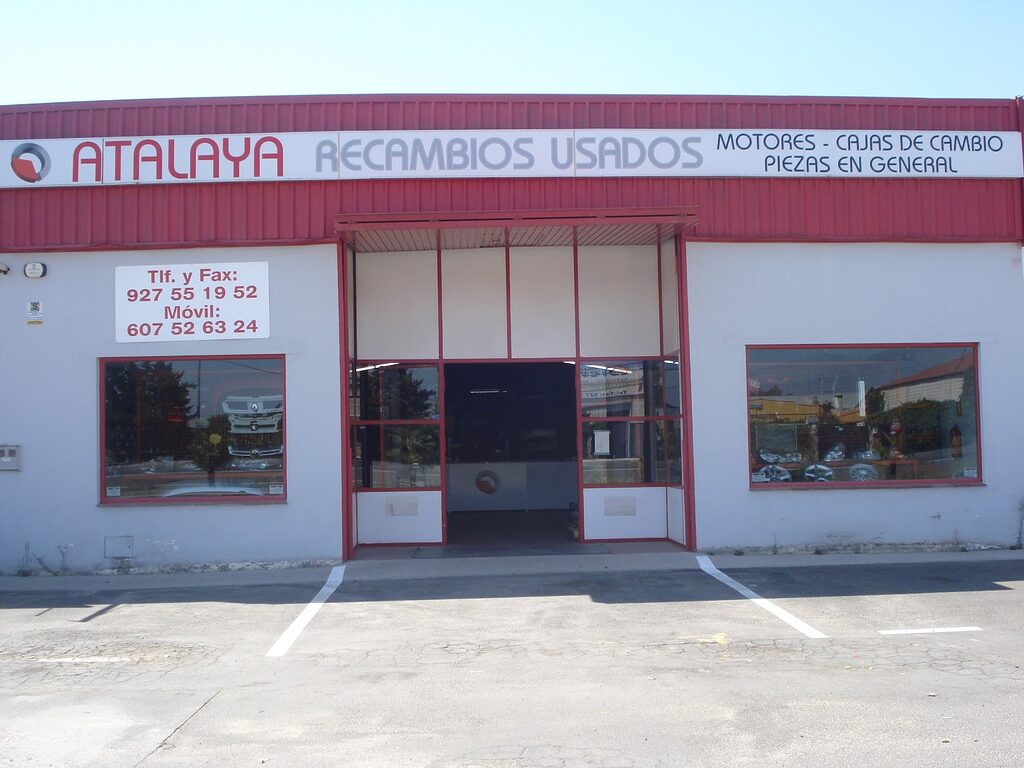 ATALAYA RECAMBIOS USADOS
MOTORES - CAJAS DE CAMBIO
PIEZAS EN GENERAL
Tlf. y Fax:
927 55 19 52
Móvil:
607 52 63 24